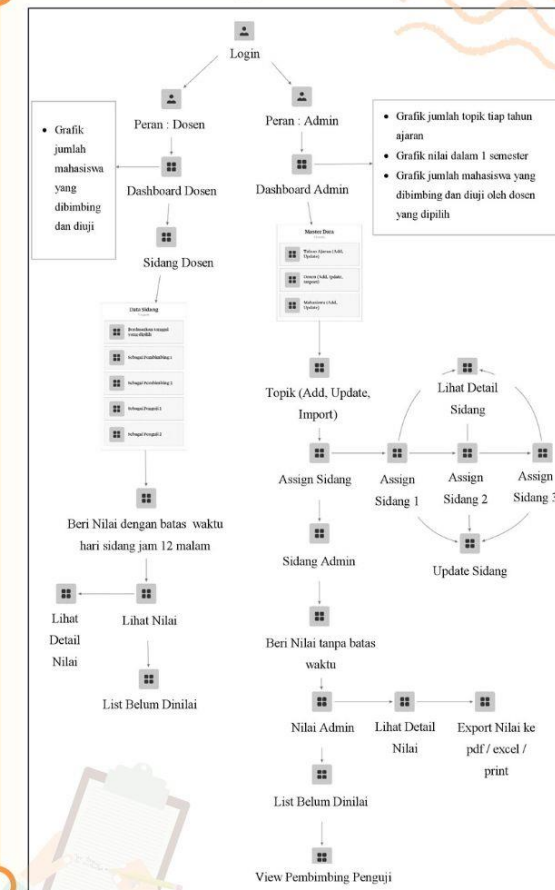 Login
Peran : Dosen
Peran : Admin
• Grafik
jumlah
mahasiswa
yang
dibimbing
dan diuji
• Grafik jumlah topik tiap tahun
ajaran
• Grafik nilai dalam 1 semester
• Grafik jumlah mahasiswa yang
dibimbing dan diuji oleh dosen
yang dipilih
Dashboard Dosen
Dashboard Admin
Sidang Dosen
Master Data
Tahun Ajaran (Add,
Update)
Dosen (Add, Update,
Import)
Mahasiswa (Add,
Update)
Data Sidang
Berdasarkan tanggal
yang dipilih
Sebagai Pembimbing 1
Sebagai Pembimbing 2
Sebagai Penguji 1
Sebagai Penguji 2
Topik (Add, Update,
Import)
Lihat Detail
Sidang
Assign Sidang
Assign
Sidang 1
Assign
Sidang 2
Assign
Sidang 3
Update Sidang
Beri Nilai dengan batas waktu
hari sidang jam 12 malam
Sidang Admin
Lihat
Detail
Nilai
Lihat Nilai
List Belum Dinilai
Beri Nilai tanpa batas
waktu
Nilai Admin
Lihat Detail
Nilai
Export Nilai ke
pdf / excel /
print
List Belum Dinilai
View Pembimbing Penguji